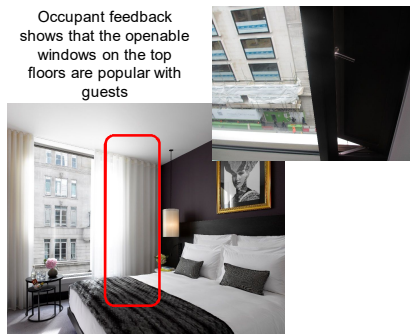 Occupant feedback
shows that the openable
windows on the top
floors are popular with
guests